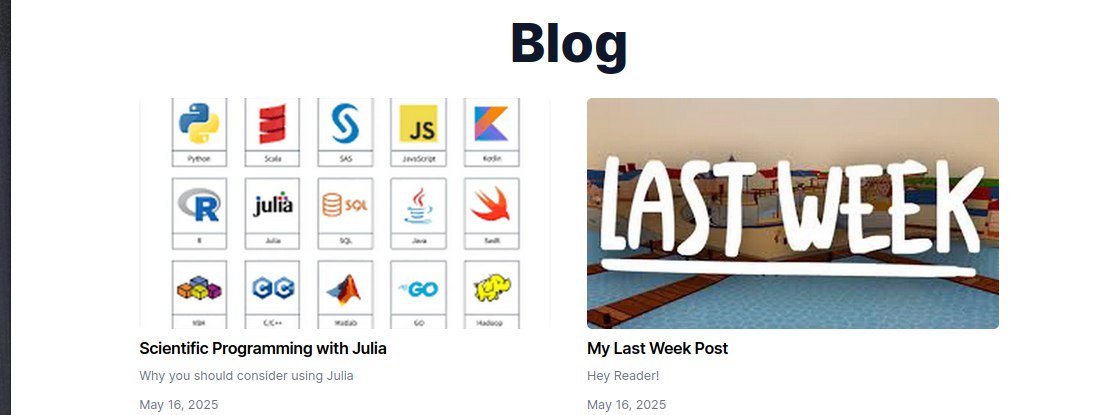 Blog
Python
Scala
SAS
JS
JavaScript
Kotlin
R
R
julia
Julia
SQL
SQL
Java
Swift
C C
C/C++
Matlab
GO
GO
Hadoop
LAST WEEK
Scientific Programming with Julia
Why you should consider using Julia
May 16, 2025
My Last Week Post
Hey Reader!
May 16, 2025